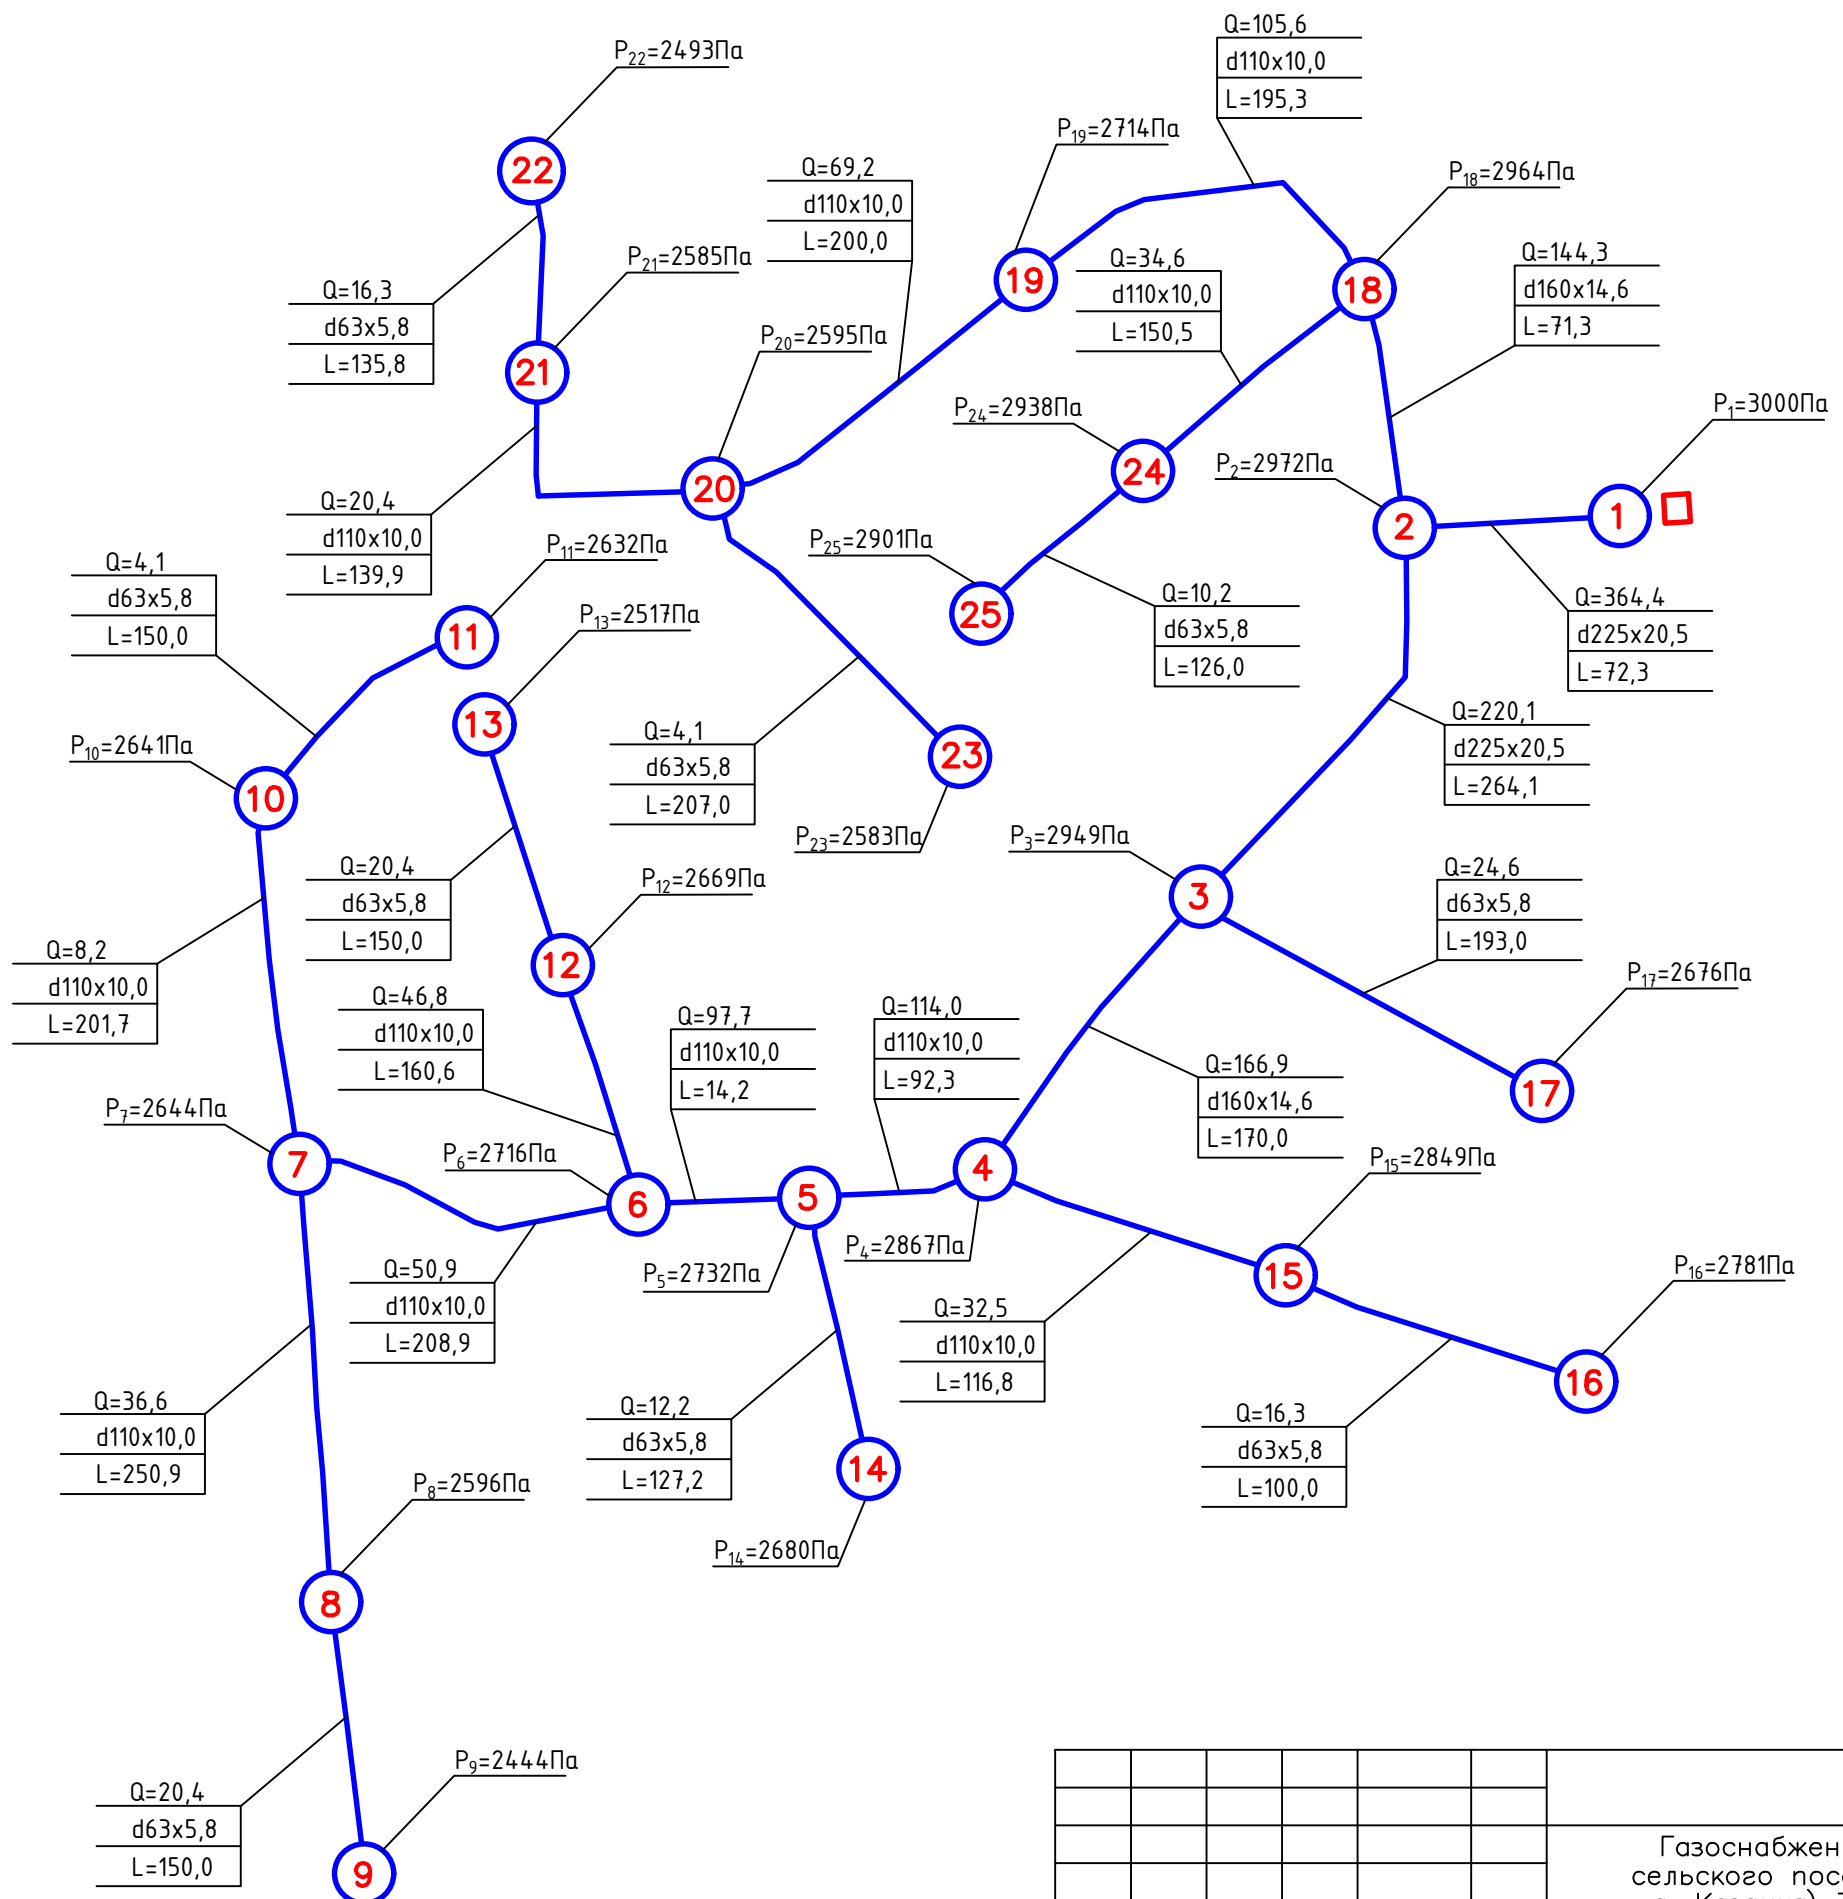 Q=105,6
d110x10,0
L=195,3
P22=2493Па
P19=2714Па
22
Q=69,2
d110x10,0
L=200,0
P18=2964Па
Q=144,3
d160x14,6
L=71,3
P21=2585Па
19
Q=34,6
d110x10,0
L=150,5
18
Q=16,3
d63x5,8
L=135,8
P20=2595Па
21
P24=2938Па
P1=3000Па
24
P2=2972Па
20
2
1
Q=20,4
d110x10,0
L=139,9
P11=2632Па
P25=2901Па
Q=4,1
d63x5,8
L=150,0
25
Q=10,2
d63x5,8
L=126,0
Q=364,4
d225x20,5
L=72,3
11
P13=2517Па
13
P10=2641Па
10
Q=4,1
d63x5,8
L=207,0
23
Q=220,1
d225x20,5
L=264,1
P23=2583Па
P3=2949Па
Q=20,4
d63x5,8
L=150,0
P12=2669Па
3
Q=24,6
d63x5,8
L=193,0
12
Q=8,2
d110x10,0
L=201,7
P17=2676Па
Q=46,8
d110x10,0
L=160,6
Q=97,7
d110x10,0
L=14,2
Q=114,0
d110x10,0
L=92,3
Q=166,9
d160x14,6
L=170,0
17
P7=2644Па
7
P6=2716Па
6
5
4
P15=2849Па
P4=2867Па
P5=2732Па
15
P16=2781Па
Q=50,9
d110x10,0
L=208,9
Q=32,5
d110x10,0
L=116,8
16
Q=36,6
d110x10,0
L=250,9
Q=12,2
d63x5,8
L=127,2
Q=16,3
d63x5,8
L=100,0
14
P8=2596Па
P14=2680Па
8
P9=2444Па
Q=20,4
d63x5,8
L=150,0
9
Газоснабжен
сельского пос